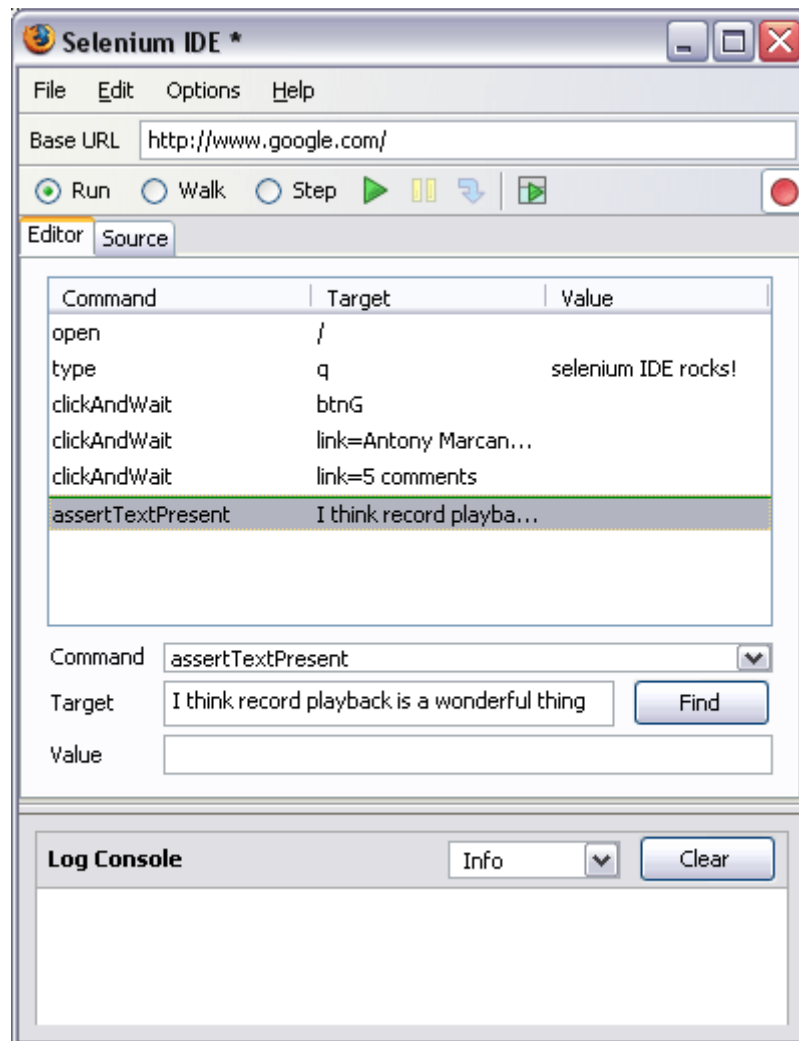 Selenium IDE *
File Edit Options Help
Base URL http://www.google.com/
Run Walk Step
Editor Source
Command Target Value
open /
type q selenium IDE rocks!
clickAndWait btnG
clickAndWait link=Antony Marcan...
clickAndWait link=5 comments
assertTextPresent I think record playba...
Command assertTextPresent
Target I think record playback is a wonderful thing Find
Value
Log Console Info Clear